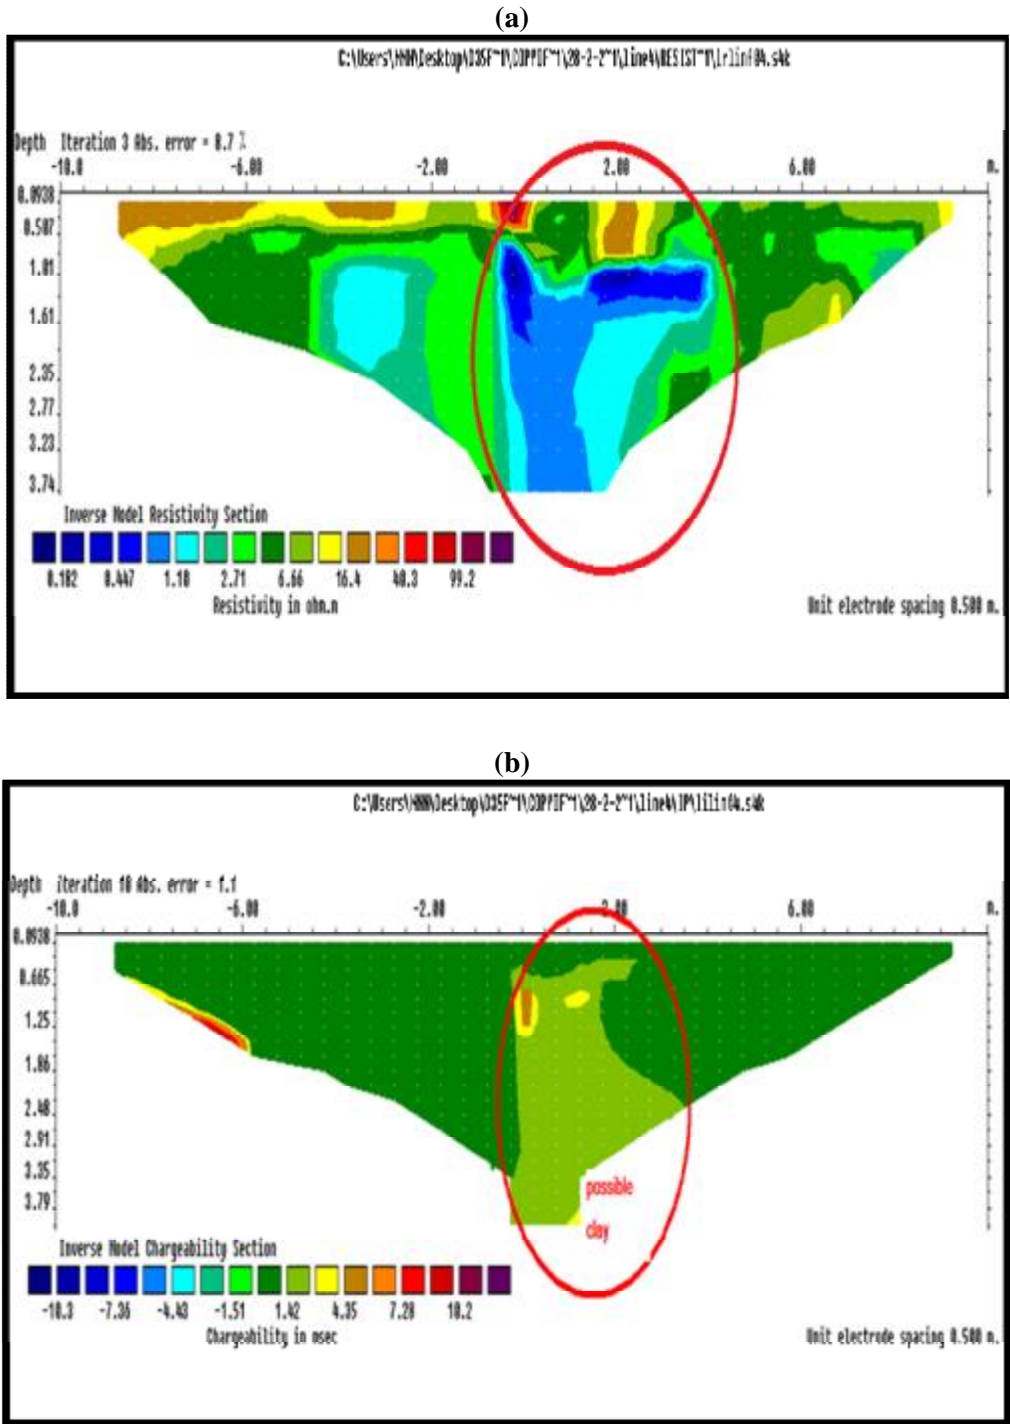 (a)
Depth Iteration 3 Abs. error = 8.7 %
-10.0 -6.00 -2.00 2.00 6.00 m.
0.0938
0.507
1.01
1.61
2.35
2.77
3.23
3.74
Inverse Model Resistivity Section
0.182 0.447 1.10 2.71 6.66 16.4 40.3 99.2
Resistivity in ohm.m
Unit electrode spacing 0.500 m.
(b)
Depth iteration 10 Abs. error =
-10.0 -6.00 -2.00 2.00 6.00 m.
0.0938
0.665
1.25
1.86
2.48
2.91
3.35
3.79
possible
clay
Inverse Model Chargeability Section
-10.3 -7.36 -4.43 -1.51 1.42 4.35 7.28 10.2
Chargeability in msec
Unit electrode spacing 0.500 m.